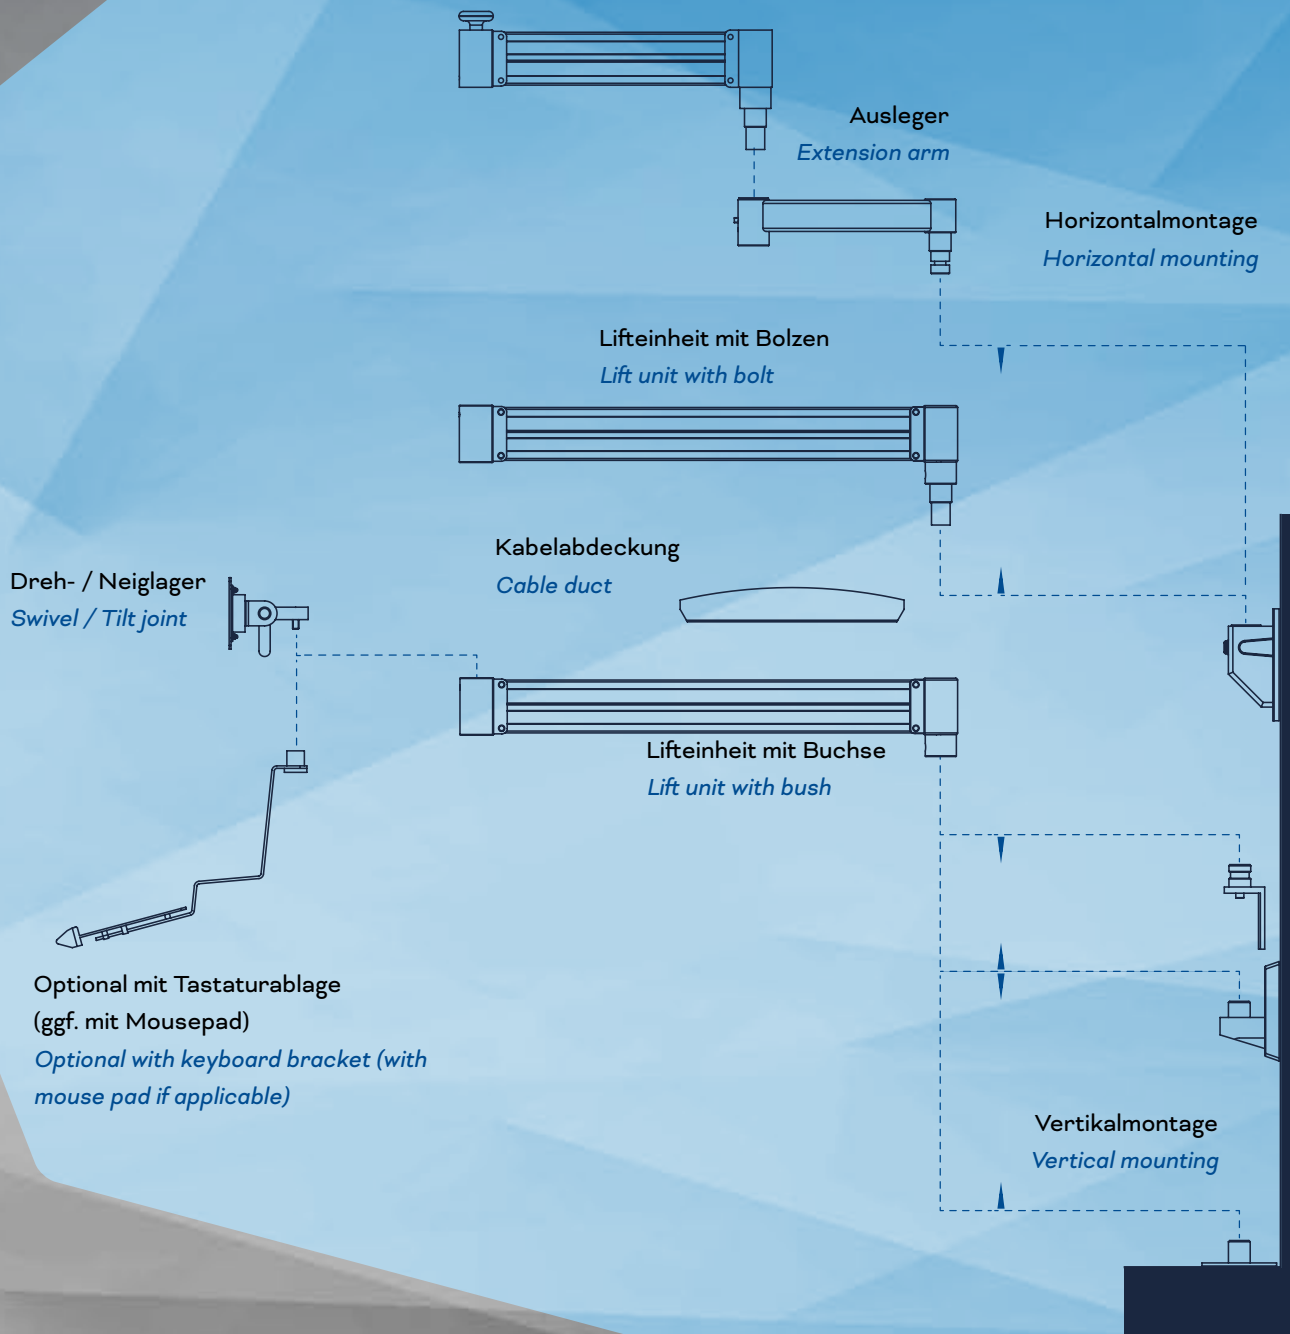 Ausleger
Extension arm
Horizontalmontage
Horizontal mounting
Lifteinheit mit Bolzen
Lift unit with bolt
Kabelabdeckung
Cable duct
Dreh- / Neiglager
Swivel / Tilt joint
Lifteinheit mit Buchse
Lift unit with bush
Optional mit Tastaturablage
(ggf. mit Mousepad)
Optional with keyboard bracket (with
mouse pad if applicable)
Vertikalmontage
Vertical mounting